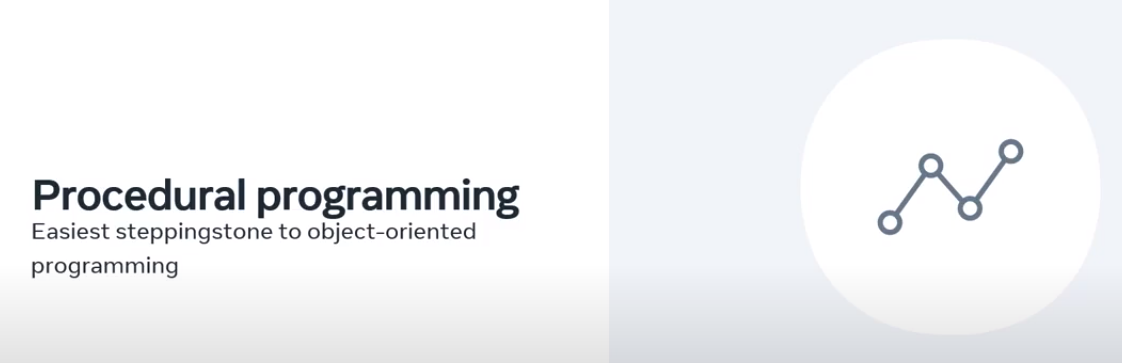 Procedural programming
Easiest steppingstone to object-oriented
programming